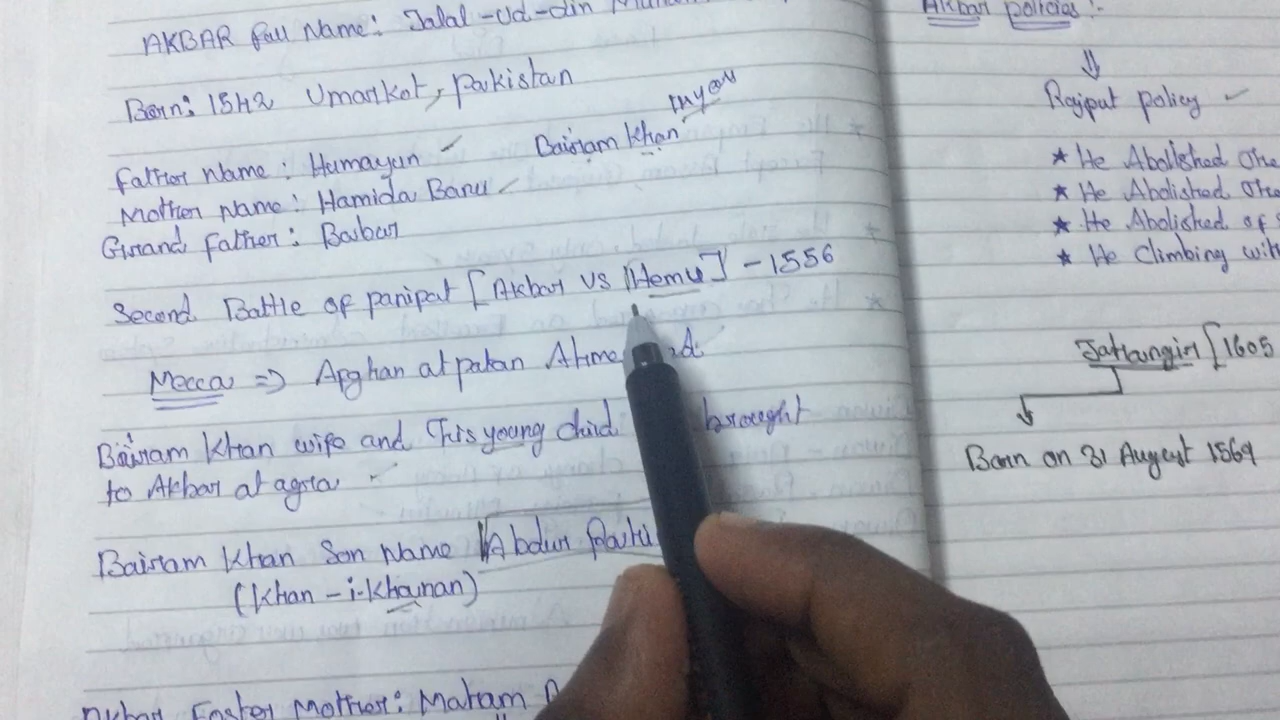 AKBAR full Name: Jalal-Ud-din
Born: 1542 Umarkot, Pakistan
Father Name: Humayun
Bairam Khan
Mother Name: Hamida Banu
Grand father: Babar
Second Battle of panipat [Akbar VS Hemu] - 1556
Mecca => Afghan at patan
Bairam Khan wife and This young child brought
to Akbar at agra
Bairam Khan Son Name Abdur
(Khan-i-Khanan)
Akbar Foster Mother: Maham
Akbar policies:-
Rajput policy
* He Abolished
* He Abolished
* He Abolished of
* He Climbing
Jahangir [1605
Born on 31 August 1569